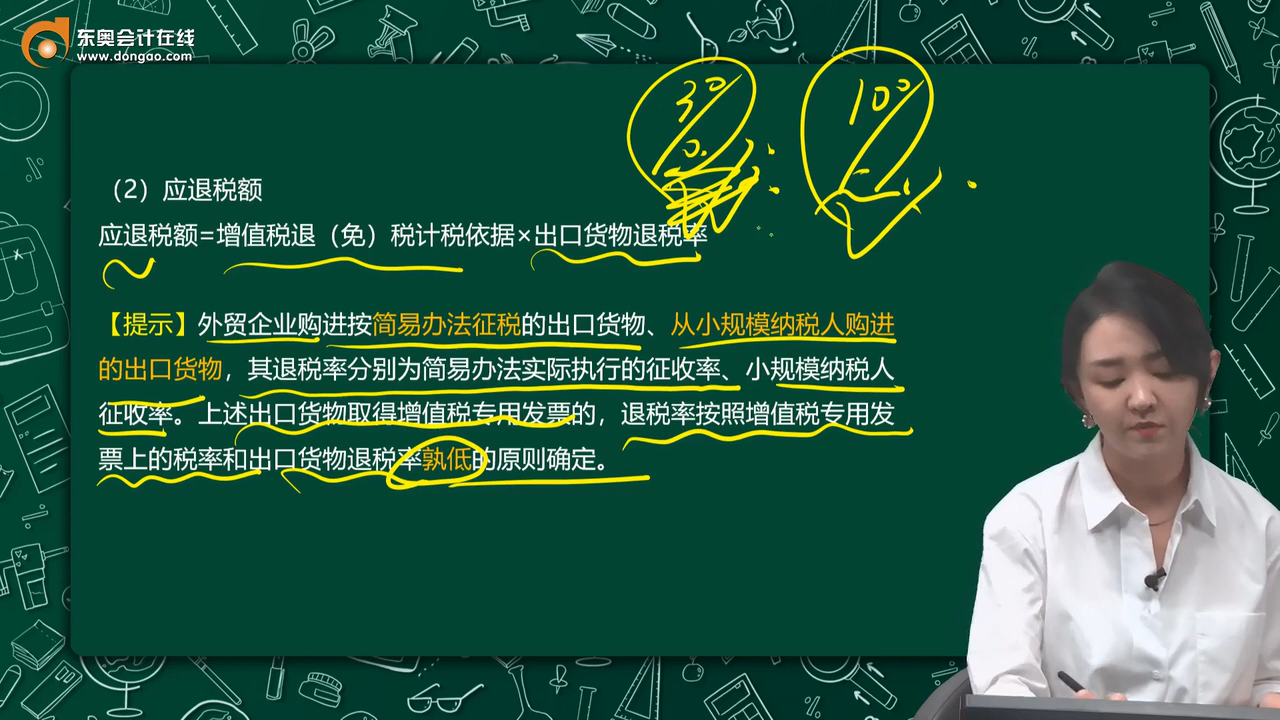 东奥会计在线
www.dongao.com
3%
10%
（2）应退税额
应退税额=增值税退（免）税计税依据×出口货物退税率
【提示】外贸企业购进按简易办法征税的出口货物、从小规模纳税人购进
的出口货物，其退税率分别为简易办法实际执行的征收率、小规模纳税人
征收率。上述出口货物取得增值税专用发票的，退税率按照增值税专用发
票上的税率和出口货物退税率孰低的原则确定。